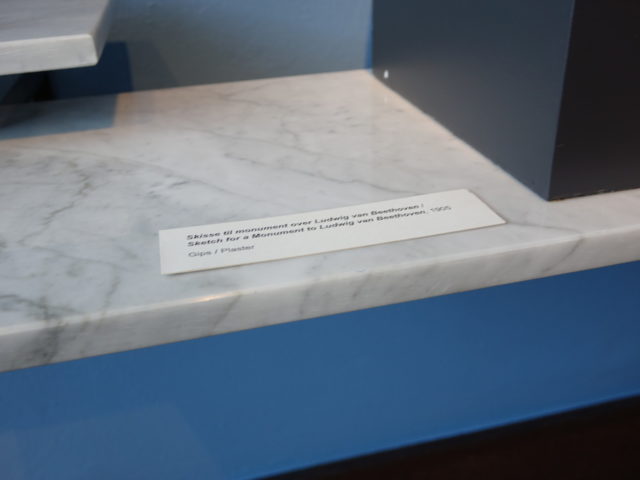 Skisse til monument over Ludwig van Beethoven /
Sketch for a Monument to Ludwig van Beethoven, 1905
Gips / Plaster